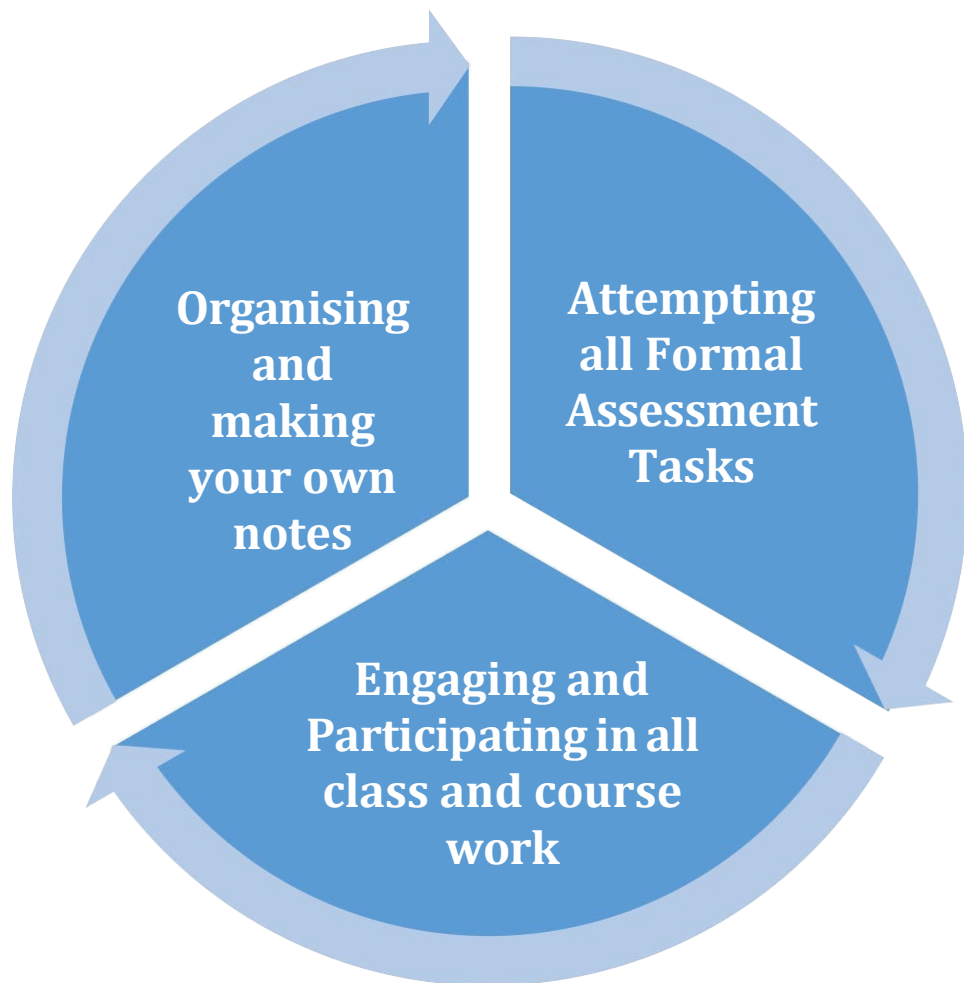 Organising
and
making
your own
notes
Attempting
all Formal
Assessment
Tasks
Engaging and
Participating in all
class and course
work